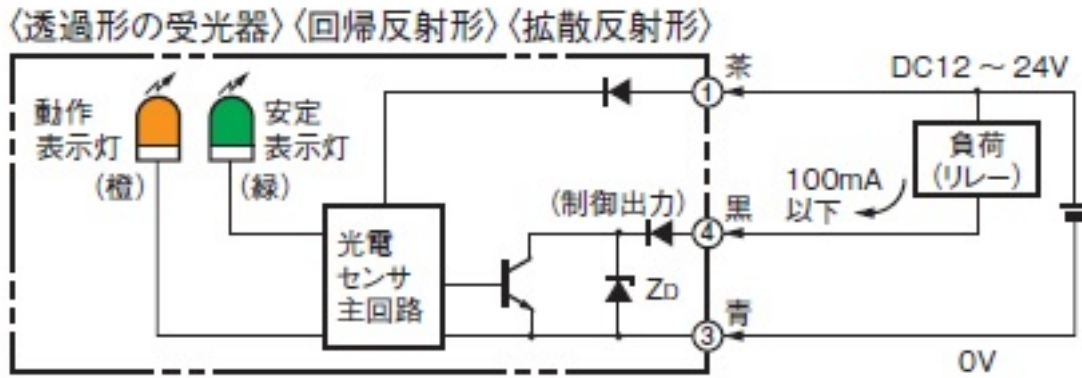 〈透過形の受光器〉〈回帰反射形〉〈拡散反射形〉
動作
表示灯
(橙)
安定
表示灯
(緑)
光電
センサ
主回路
(制御出力)
ZD
①
茶
④
黒
③
青
DC12～24V
負荷
(リレー)
100mA
以下
0V